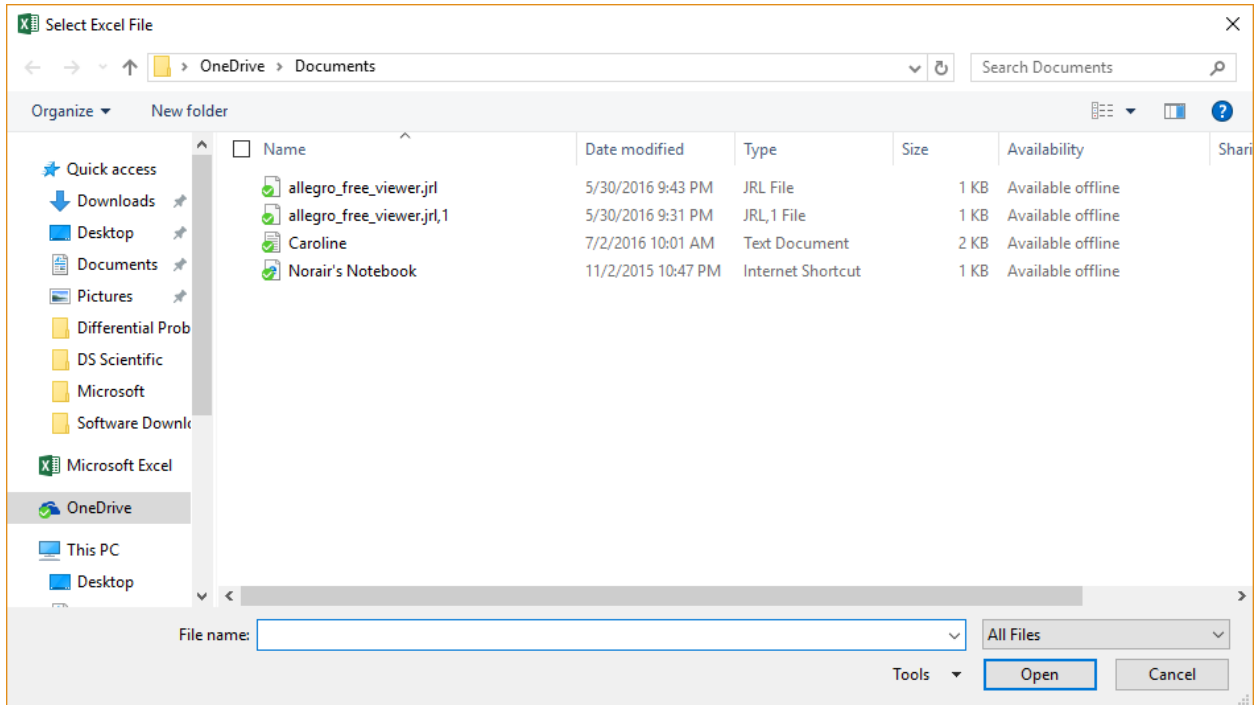 Select Excel File
OneDrive > Documents
Search Documents
Organize
New folder
Name Date modified Type Size Availability Shari
allegro_free_viewer.jrl 5/30/2016 9:43 PM JRL File 1 KB Available offline
allegro_free_viewer.jrl,1 5/30/2016 9:31 PM JRL,1 File 1 KB Available offline
Caroline 7/2/2016 10:01 AM Text Document 2 KB Available offline
Norair's Notebook 11/2/2015 10:47 PM Internet Shortcut 1 KB Available offline
Quick access
Downloads
Desktop
Documents
Pictures
Differential Prob
DS Scientific
Microsoft
Software Downlo
Microsoft Excel
OneDrive
This PC
Desktop
File name:
All Files
Tools
Open
Cancel